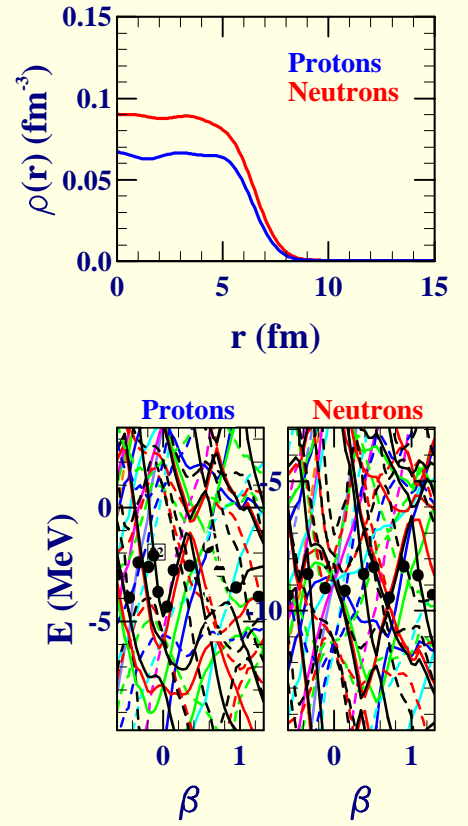 0.15
0.1
0.05
0.0
ρ(r) (fm-3)
Protons
Neutrons
0 5 10 15
r (fm)
Protons Neutrons
0
-5
E (MeV)
2
-5
-10
0 1 0 1
β β